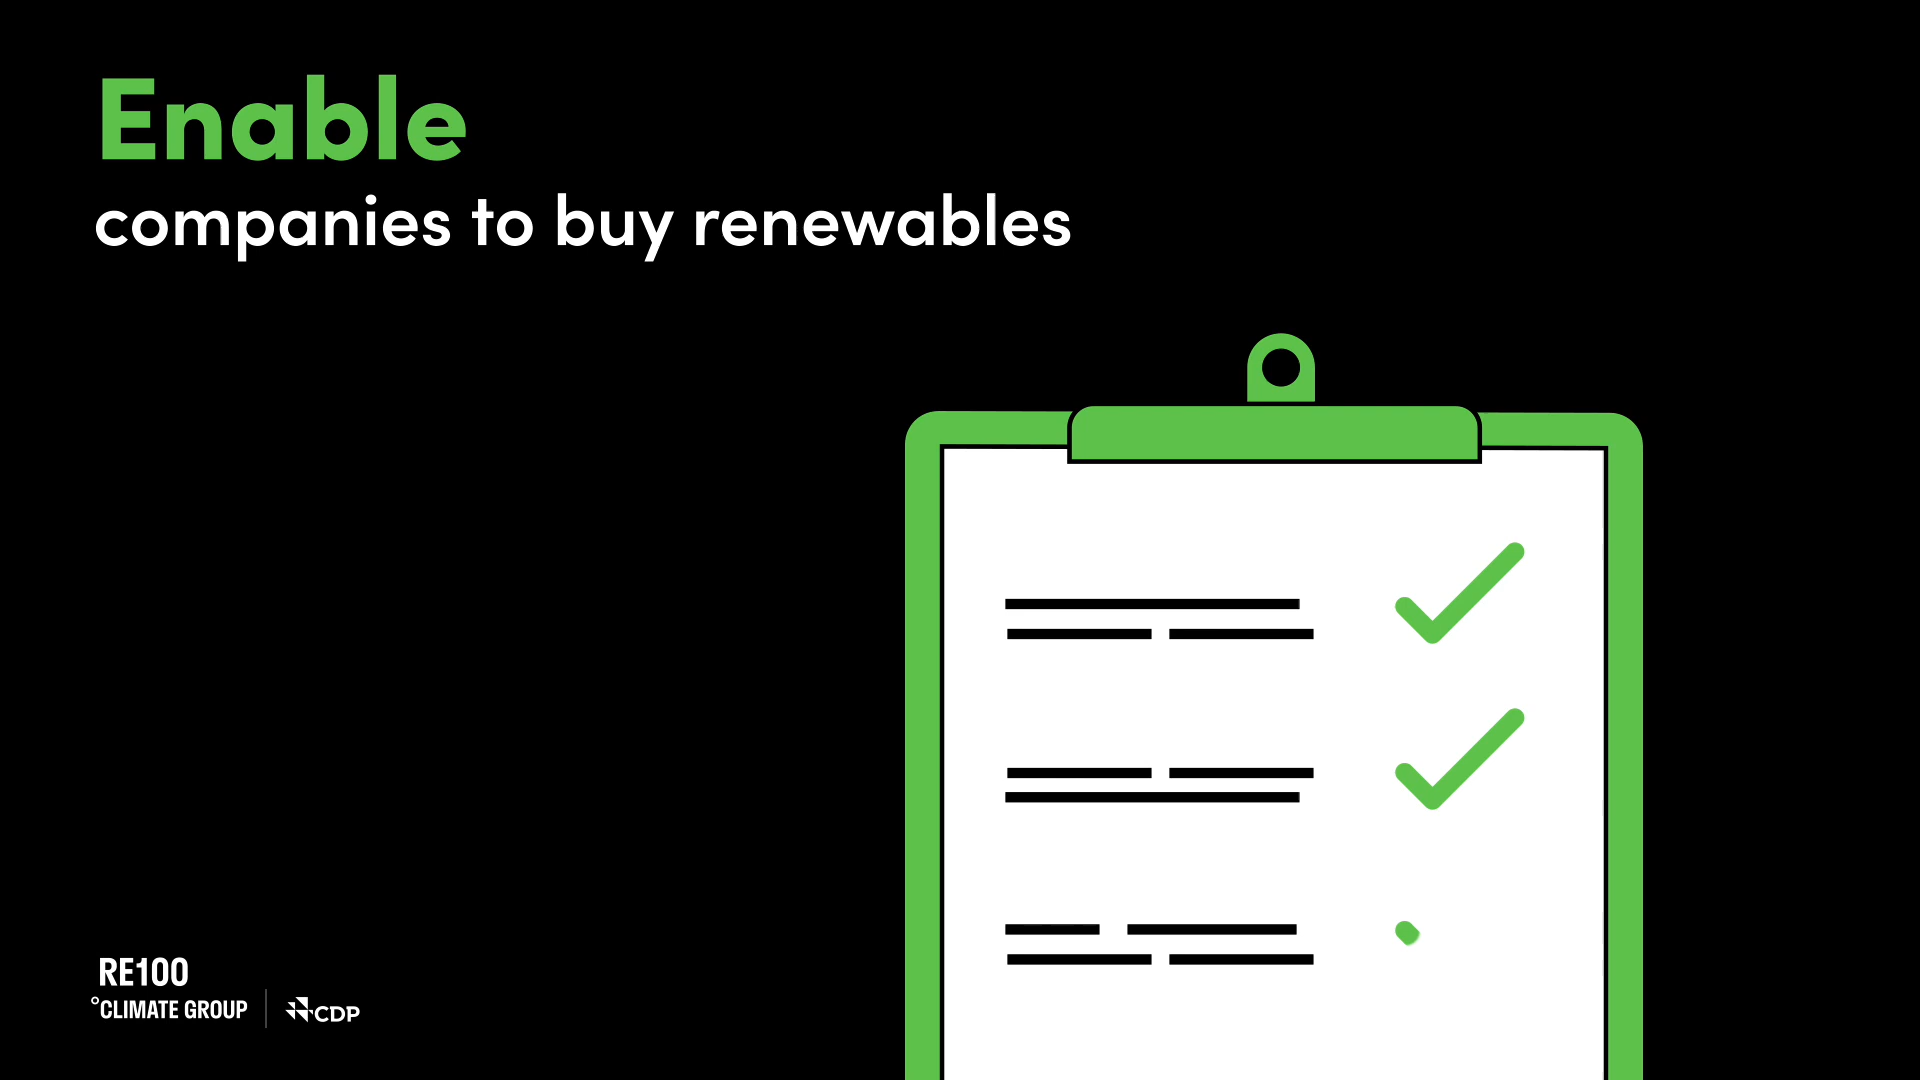 Enable
companies to buy renewables
RE100
°CLIMATE GROUP
CDP